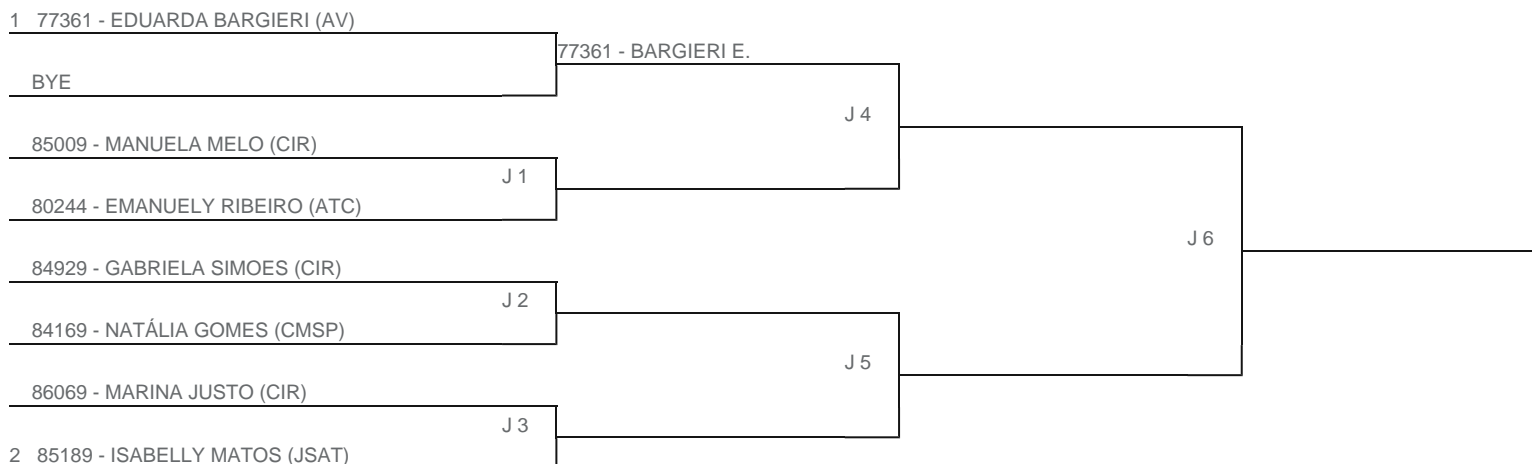 1 77361 - EDUARDA BARGIERI (AV)
77361 - BARGIERI E.
BYE
J 4
85009 - MANUELA MELO (CIR)
J 1
80244 - EMANUELY RIBEIRO (ATC)
J 6
84929 - GABRIELA SIMOES (CIR)
J 2
84169 - NATÁLIA GOMES (CMSP)
J 5
86069 - MARINA JUSTO (CIR)
J 3
2 85189 - ISABELLY MATOS (JSAT)